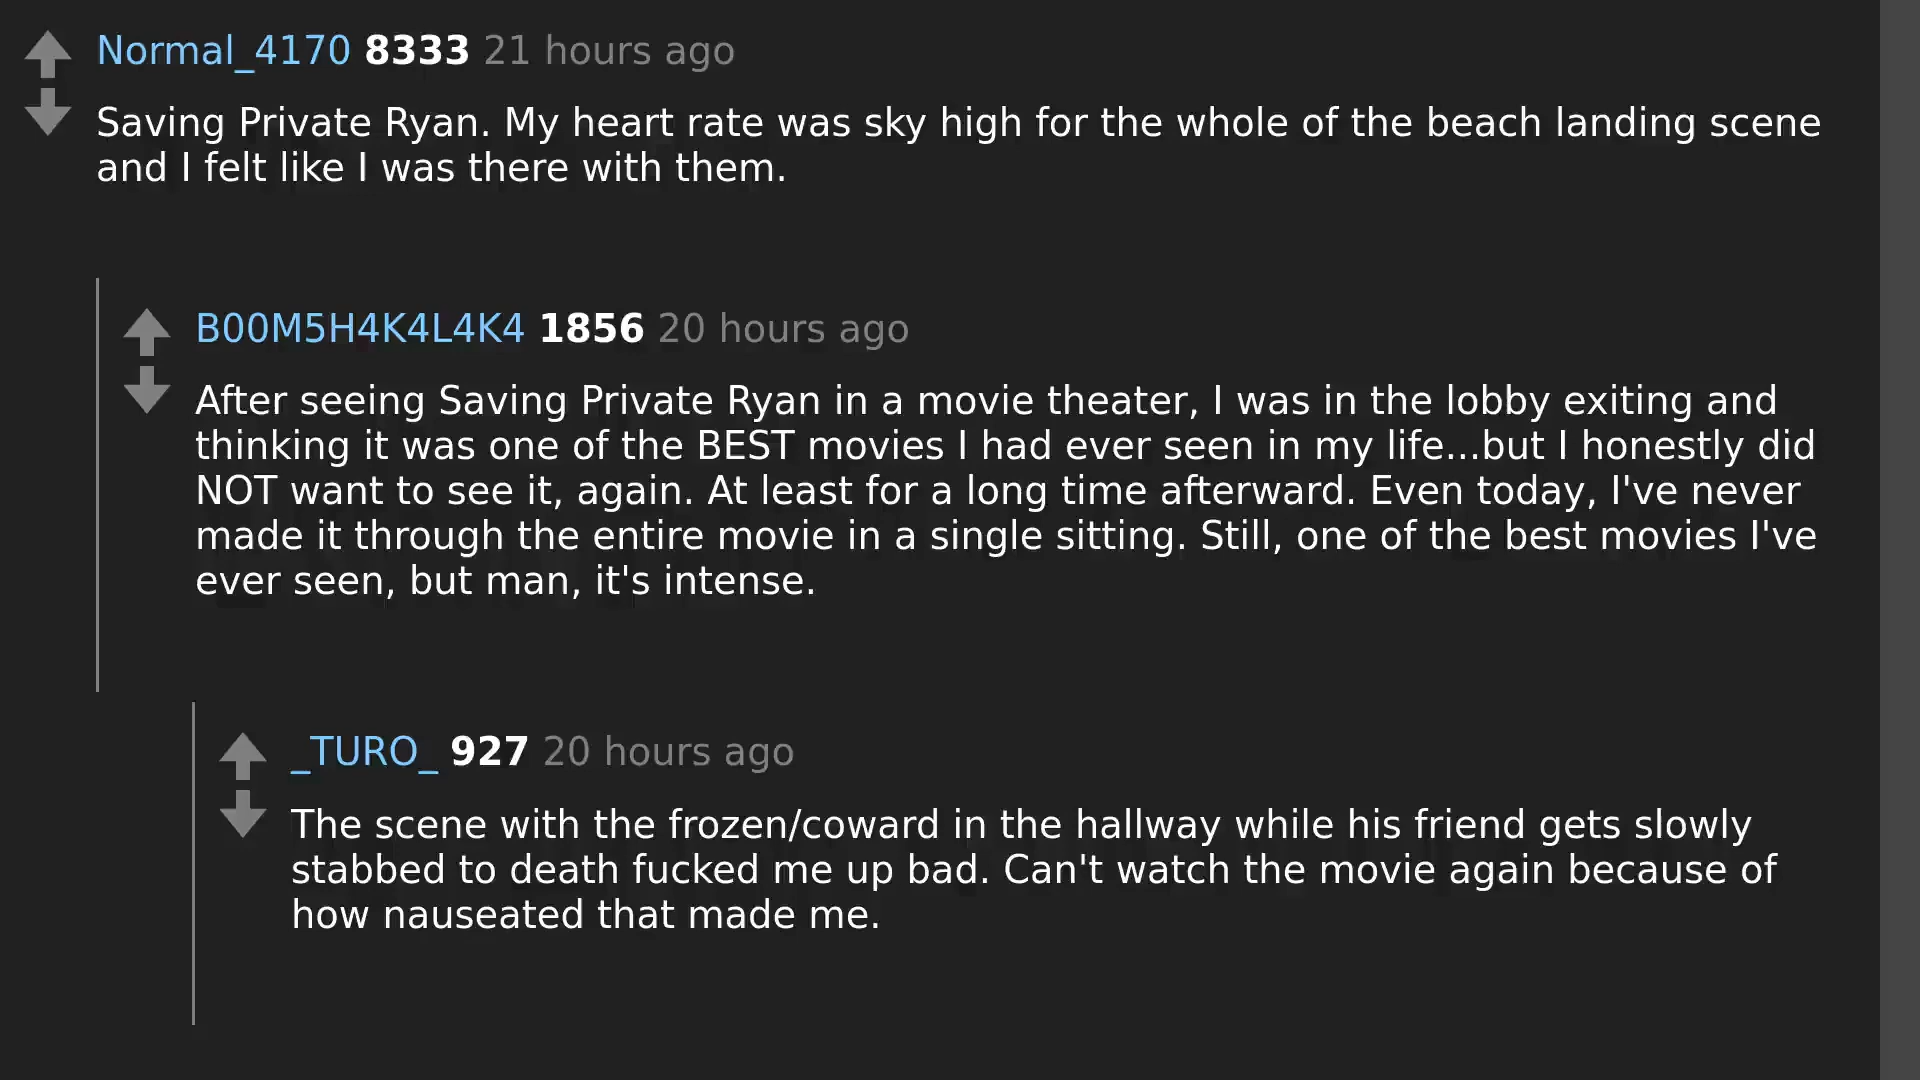 Normal_4170 8333 21 hours ago
Saving Private Ryan. My heart rate was sky high for the whole of the beach landing scene
and I felt like I was there with them.
B00M5H4K4L4K4 1856 20 hours ago
After seeing Saving Private Ryan in a movie theater, I was in the lobby exiting and
thinking it was one of the BEST movies I had ever seen in my life...but I honestly did
NOT want to see it, again. At least for a long time afterward. Even today, I've never
made it through the entire movie in a single sitting. Still, one of the best movies I've
ever seen, but man, it's intense.
_TURO_ 927 20 hours ago
The scene with the frozen/coward in the hallway while his friend gets slowly
stabbed to death fucked me up bad. Can't watch the movie again because of
how nauseated that made me.